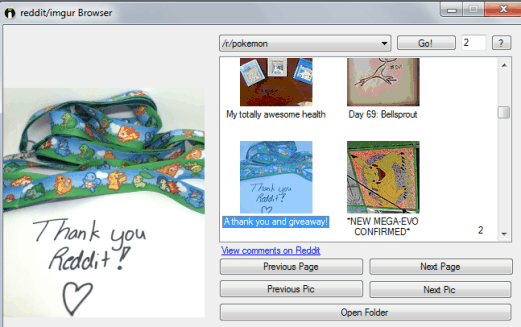 reddit/imgur Browser
/r/pokemon
Go!
2
?
My totally awesome health
Day 69: Bellsprout
Thank you
Reddit!
A thank you and giveaway!
"NEW MEGA-EVO
CONFIRMED"
2
View comments on Reddit
Previous Page
Next Page
Previous Pic
Next Pic
Open Folder
Thank you
Reddit!